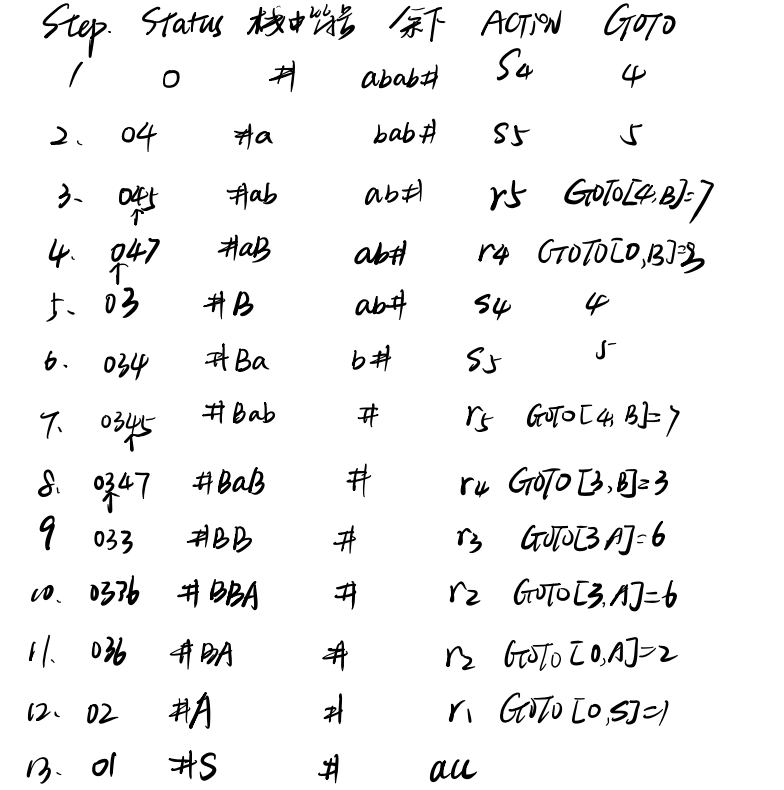 Step. Status 栈中符号 余下 ACTION GOTO
1 0 # abab# S4 4
2、 04 #a bab# S5 5
3、 045 #ab ab# r5 GOTO[4,B]=7
4、 047 #aB ab# r4 GOTO[0,B]=3
5、 03 #B ab# S4 4
6、 034 #Ba b# S5 5
7、 0345 #Bab # r5 GOTO[4,B]=7
8、 0347 #BaB # r4 GOTO[3,B]=3
9 033 #BB # r3 GOTO[3A]=6
10、 0336 #BBA # r2 GOTO[3,A]=6
11、 036 #BA # r2 GOTO[0,A]=2
12、 02 #A # r1 GOTO[0,S]=1
13、 01 #S # acc